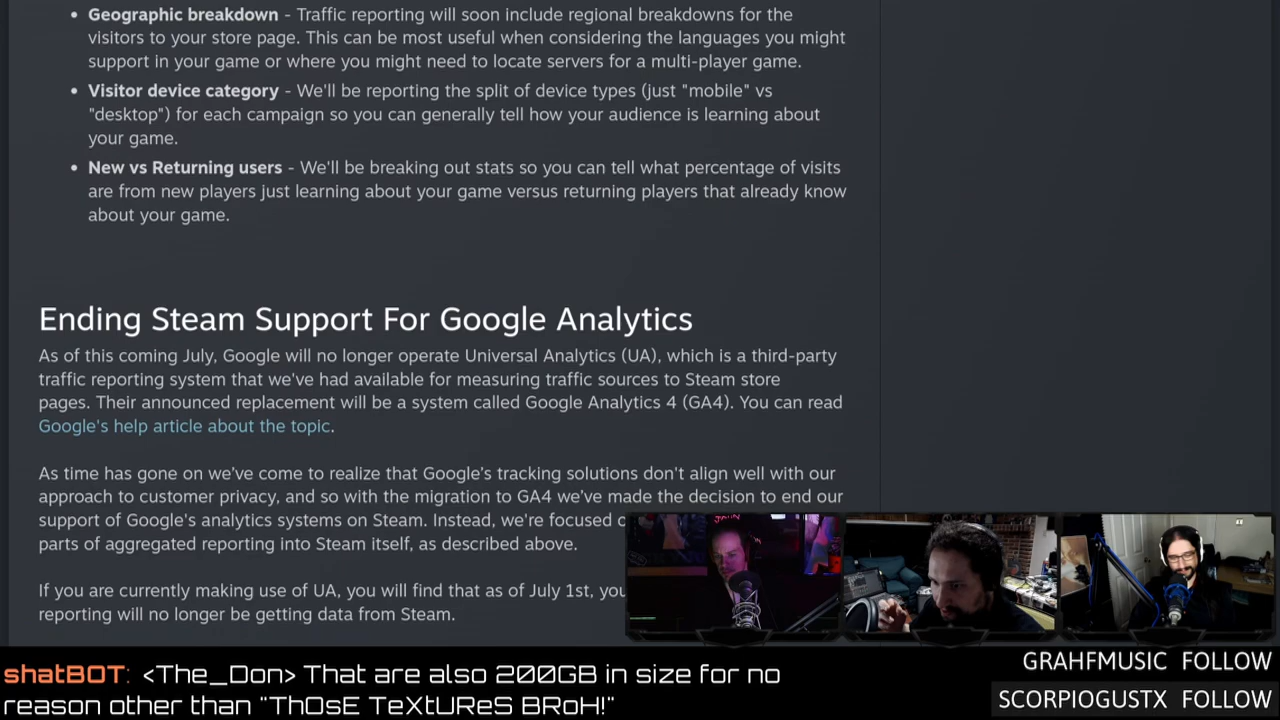 • Geographic breakdown - Traffic reporting will soon include regional breakdowns for the
visitors to your store page. This can be most useful when considering the languages you might
support in your game or where you might need to locate servers for a multi-player game.
• Visitor device category - We'll be reporting the split of device types (just "mobile" vs
"desktop") for each campaign so you can generally tell how your audience is learning about
your game.
• New vs Returning users - We'll be breaking out stats so you can tell what percentage of visits
are from new players just learning about your game versus returning players that already know
about your game.
Ending Steam Support For Google Analytics
As of this coming July, Google will no longer operate Universal Analytics (UA), which is a third-party
traffic reporting system that we've had available for measuring traffic sources to Steam store
pages. Their announced replacement will be a system called Google Analytics 4 (GA4). You can read
Google's help article about the topic.
As time has gone on we've come to realize that Google's tracking solutions don't align well with our
approach to customer privacy, and so with the migration to GA4 we've made the decision to end our
support of Google's analytics systems on Steam. Instead, we're focused
parts of aggregated reporting into Steam itself, as described above.
If you are currently making use of UA, you will find that as of July 1st,
reporting will no longer be getting data from Steam.
shatBOT: <The_Don> That are also 200GB in size for no
reason other than "ThOsE TeXtUReS BRoH!"
GRAHFMUSIC FOLLOW
SCORPIOGUSTX FOLLOW